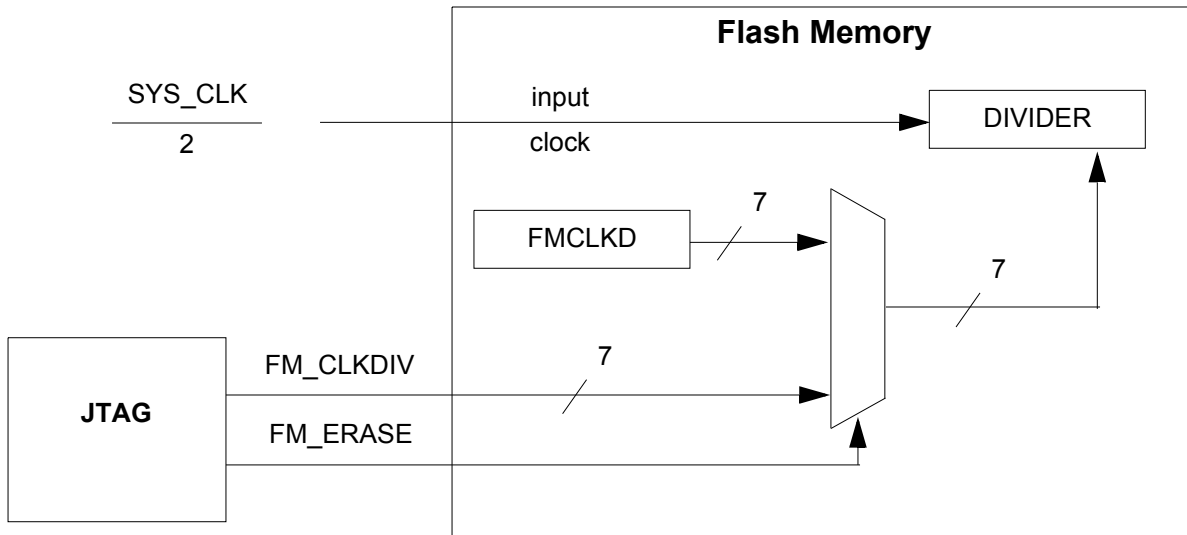 Flash Memory
SYS_CLK
2
input
clock
DIVIDER
7
FMCLKD
7
FM_CLKDIV
7
JTAG
FM_ERASE